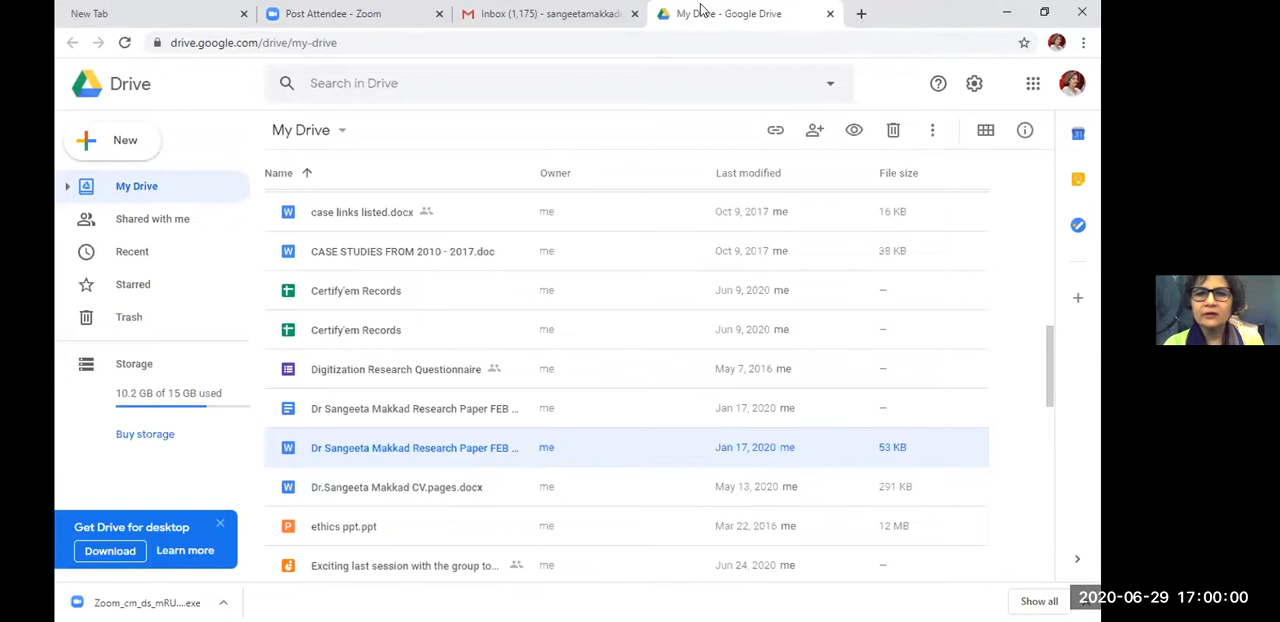 New Tab
Post Attendee - Zoom
Inbox (1,175) - sangeetamakkad
My Drive - Google Drive
drive.google.com/drive/my-drive
Drive
Search in Drive
New
My Drive
Name
Owner
Last modified
File size
My Drive
Shared with me
Recent
Starred
Trash
Storage
10.2 GB of 15 GB used
Buy storage
case links listed.docx me Oct 9, 2017 me 16 KB
CASE STUDIES FROM 2010 - 2017.doc me Oct 9, 2017 me 38 KB
Certify'em Records me Jun 9, 2020 me –
Certify'em Records me Jun 9, 2020 me –
Digitization Research Questionnaire me May 7, 2016 me –
Dr Sangeeta Makkad Research Paper FEB ... me Jan 17, 2020 me –
Dr Sangeeta Makkad Research Paper FEB ... me Jan 17, 2020 me 53 KB
Dr.Sangeeta Makkad CV.pages.docx me May 13, 2020 me 291 KB
ethics ppt.ppt me Mar 22, 2016 me 12 MB
Exciting last session with the group to... me Jun 24, 2020 me –
Get Drive for desktop
Download Learn more
Zoom_cm_ds_mRU....exe
Show all
2020-06-29 17:00:00